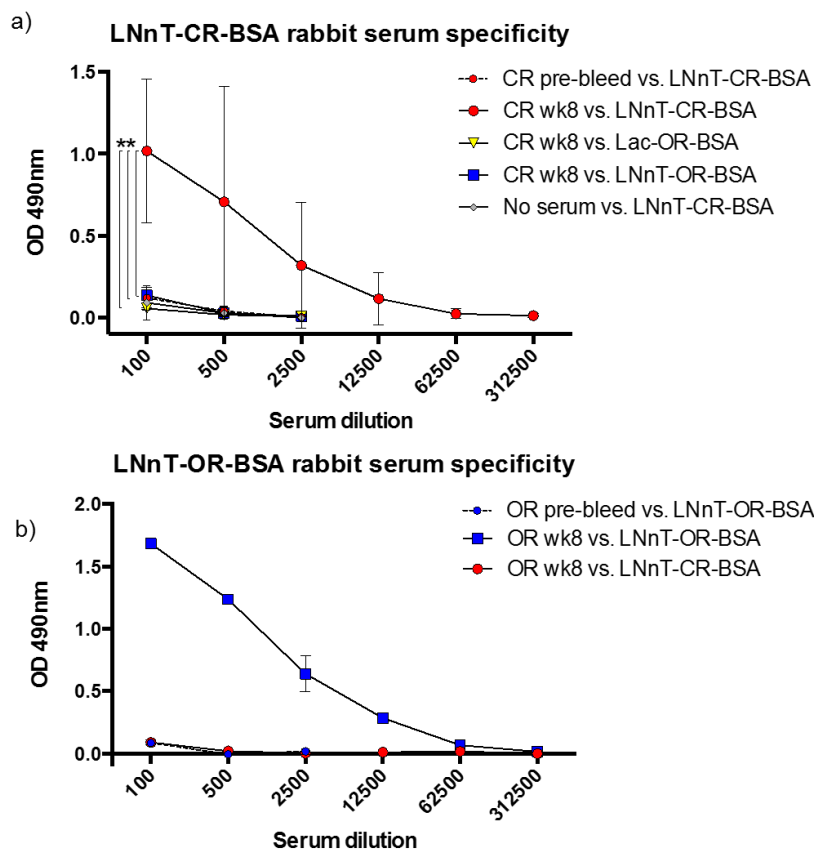 a)
LNnT-CR-BSA rabbit serum specificity
CR pre-bleed vs. LNnT-CR-BSA
CR wk8 vs. LNnT-CR-BSA
CR wk8 vs. Lac-OR-BSA
CR wk8 vs. LNnT-OR-BSA
No serum vs. LNnT-CR-BSA
**
OD 490nm
1.5
1.0
0.5
0.0
100
500
2500
12500
62500
312500
Serum dilution
b)
LNnT-OR-BSA rabbit serum specificity
OR pre-bleed vs. LNnT-OR-BSA
OR wk8 vs. LNnT-OR-BSA
OR wk8 vs. LNnT-CR-BSA
OD 490nm
2.0
1.5
1.0
0.5
0.0
100
500
2500
12500
62500
312500
Serum dilution